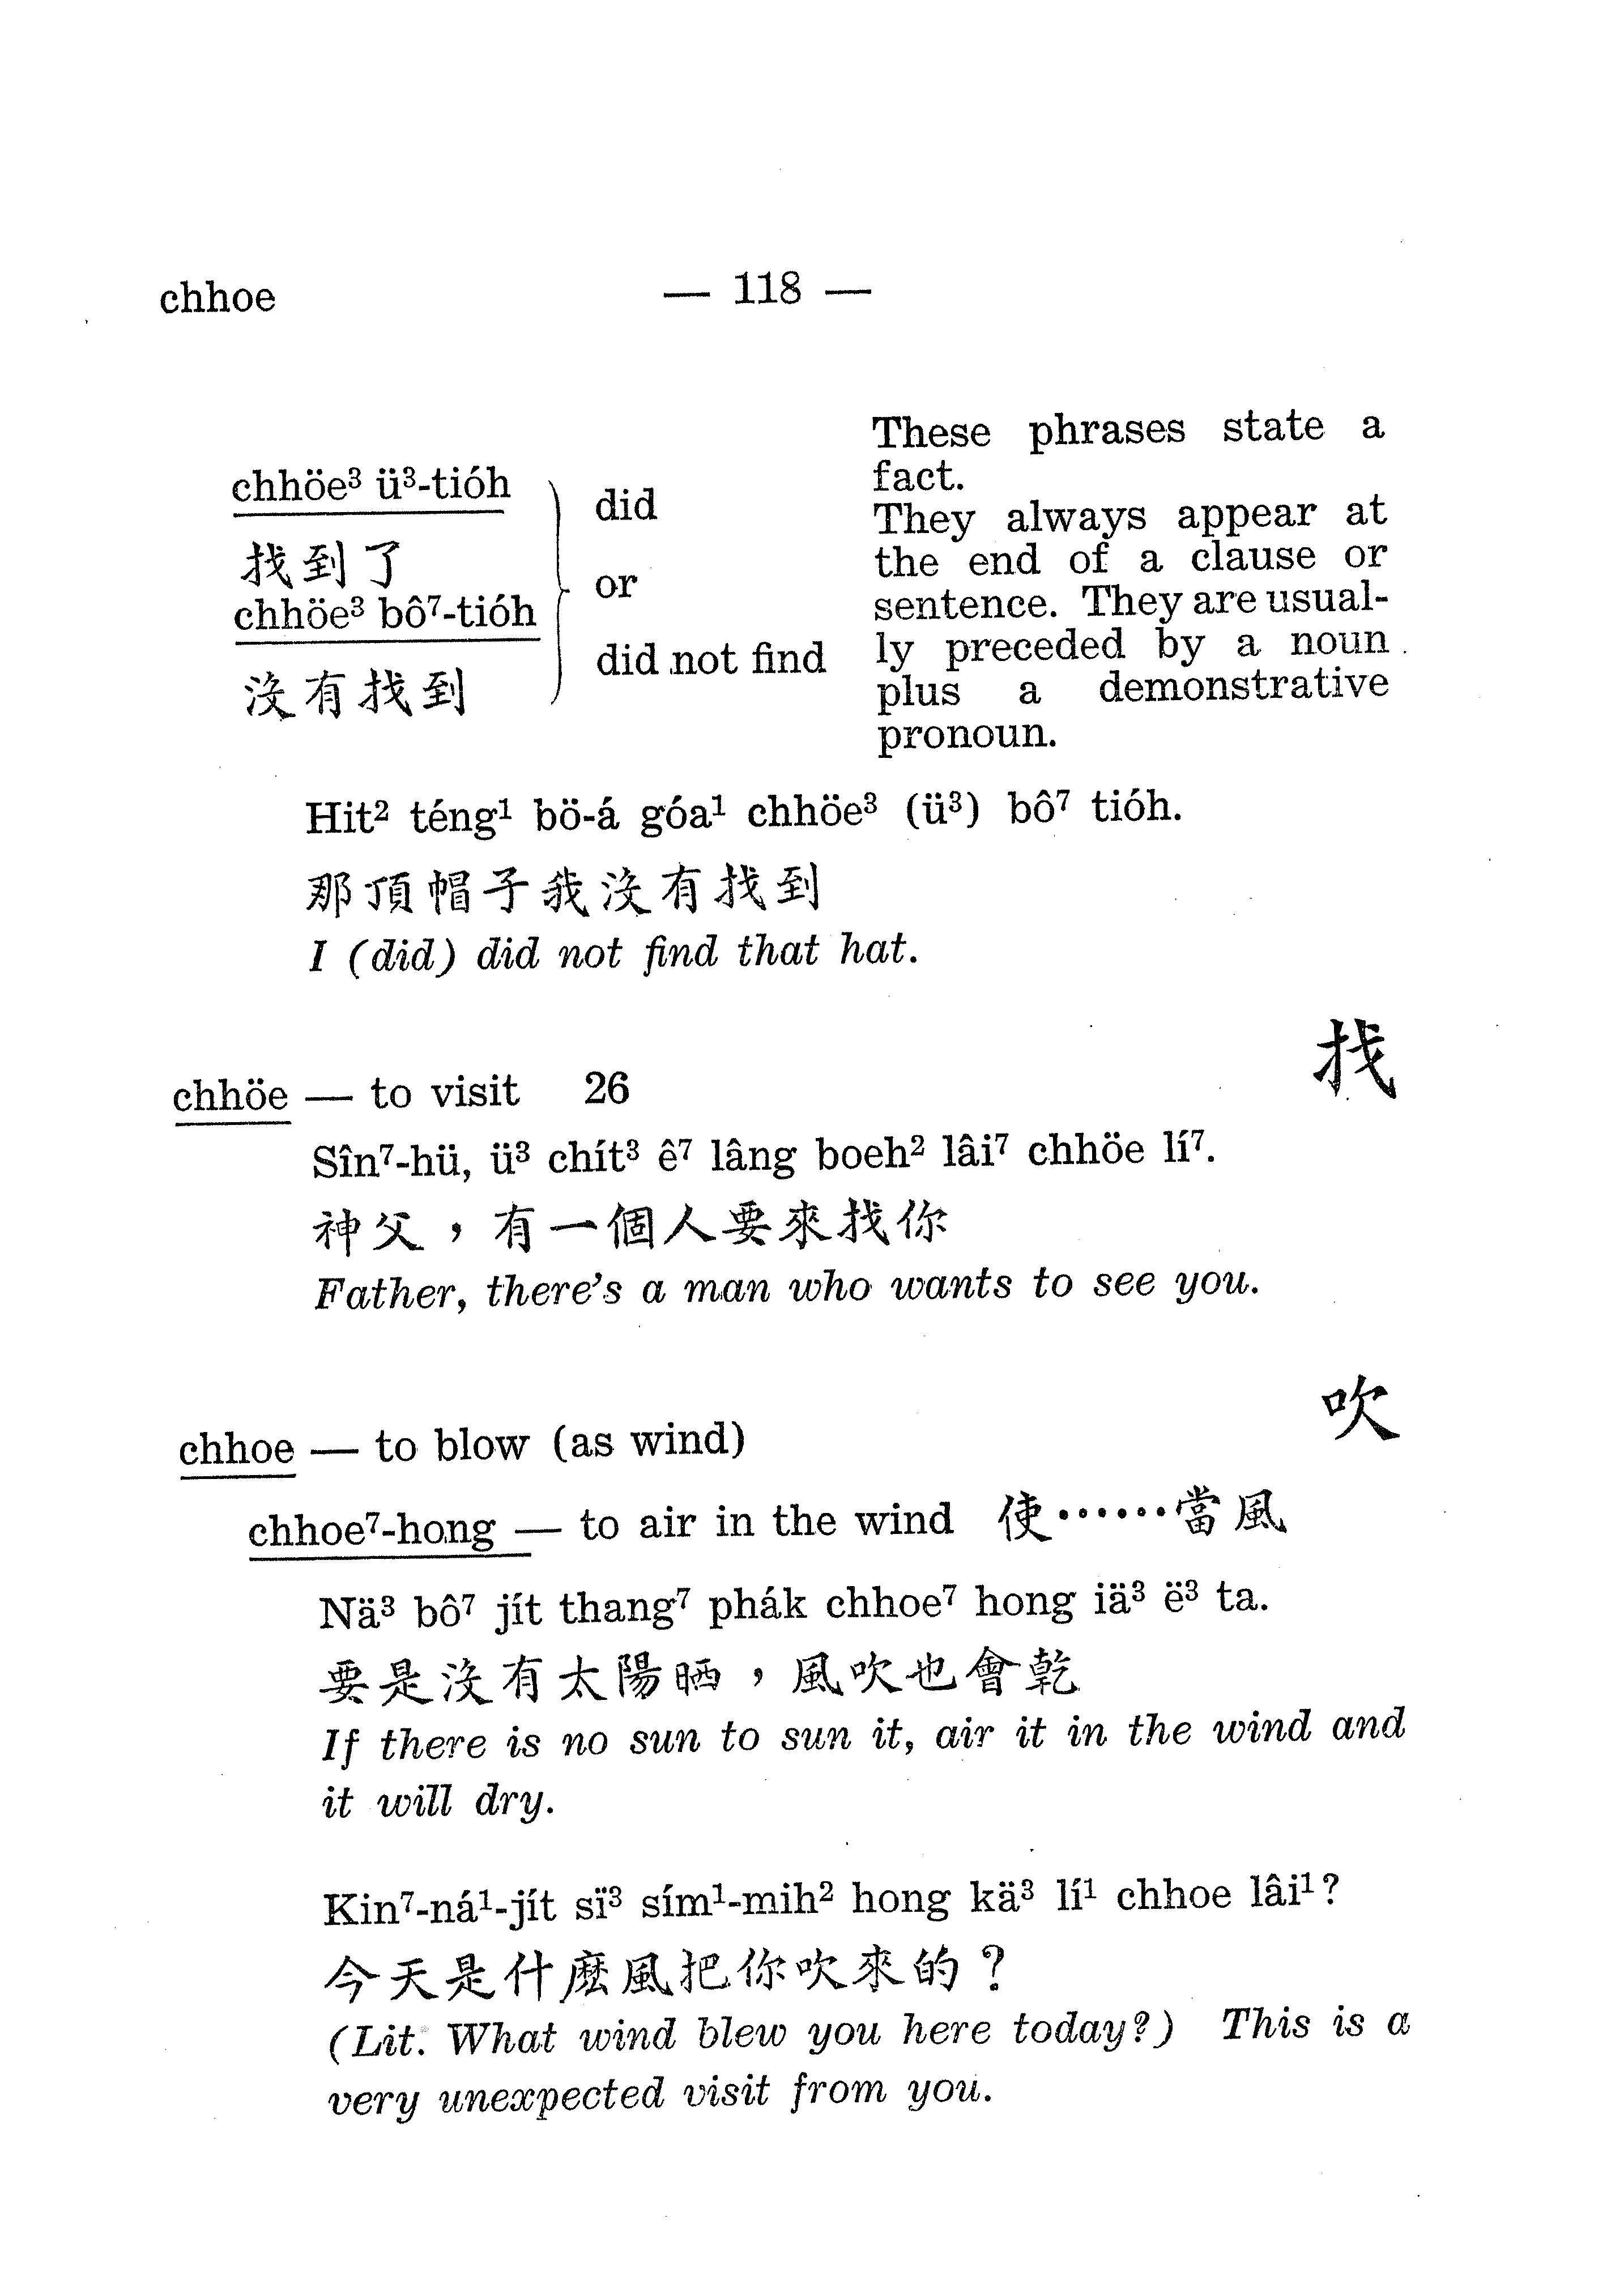 chhoe
— 118 —
chhöe³ ü³-tióh
找到了
chhöe³ bô⁷-tióh
沒有找到
did
or
did not find
These phrases state a
fact.
They always appear at
the end of a clause or
sentence. They are usual-
ly preceded by a noun
plus a demonstrative
pronoun.
Hit² téng¹ bö-á góa¹ chhöe³ (ü³) bô⁷ tióh.
那頂帽子我沒有找到
I (did) did not find that hat.
找
chhöe — to visit 26
Sîn⁷-hü, ü³ chít³ ê⁷ lâng boeh² lâi⁷ chhöe lí⁷.
神父，有一個人要來找你
Father, there's a man who wants to see you.
吹
chhoe — to blow (as wind)
chhoe⁷-hong — to air in the wind 使……當風
Nä³ bô⁷ jít thang⁷ phák chhoe⁷ hong iä³ ë³ ta.
要是沒有太陽晒，風吹也會乾
If there is no sun to sun it, air it in the wind and
it will dry.
Kin⁷-ná¹-jít sï³ sím¹-mih² hong kä³ lí¹ chhoe lâi¹?
今天是什麽風把你吹來的？
(Lit. What wind blew you here today?) This is a
very unexpected visit from you.